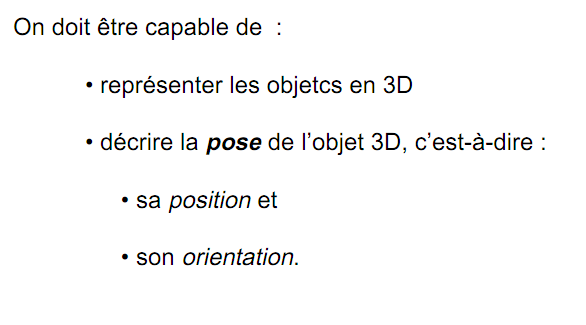 On doit être capable de  :
• représenter les objetcs en 3D
• décrire la pose de l’objet 3D, c’est-à-dire :
• sa position et
• son orientation.